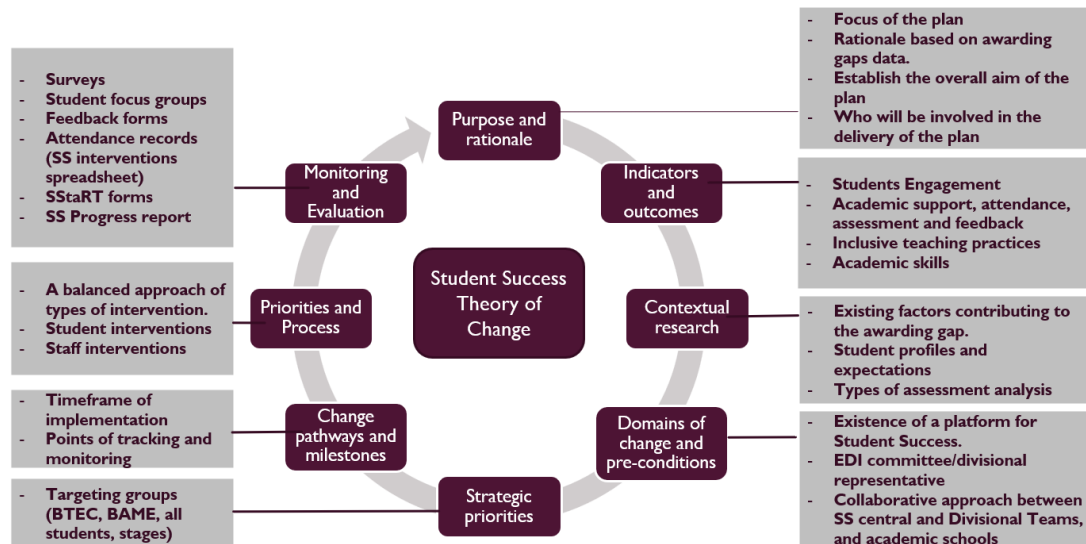 - Focus of the plan
- Rationale based on awarding
gaps data.
- Establish the overall aim of the
plan
- Who will be involved in the
delivery of the plan
Purpose and
rationale
Indicators and
outcomes
- Students Engagement
- Academic support, attendance,
assessment and feedback
- Inclusive teaching practices
- Academic skills
Contextual
research
- Existing factors contributing to
the awarding gap.
- Student profiles and
expectations
- Types of assessment analysis
Domains of
change and
pre-conditions
- Existence of a platform for
Student Success.
- EDI committee/divisional
representative
- Collaborative approach between
SS central and Divisional Teams,
and academic schools
Strategic
priorities
- Targeting groups
(BTEC, BAME, all
students, stages)
Change
pathways and
milestones
- Timeframe of
implementation
- Points of tracking and
monitoring
Priorities and
Process
- A balanced approach of
types of intervention.
- Student interventions
- Staff interventions
Monitoring
and
Evaluation
- Surveys
- Student focus groups
- Feedback forms
- Attendance records
(SS interventions
spreadsheet)
- SStaRT forms
- SS Progress report
Student Success
Theory of
Change